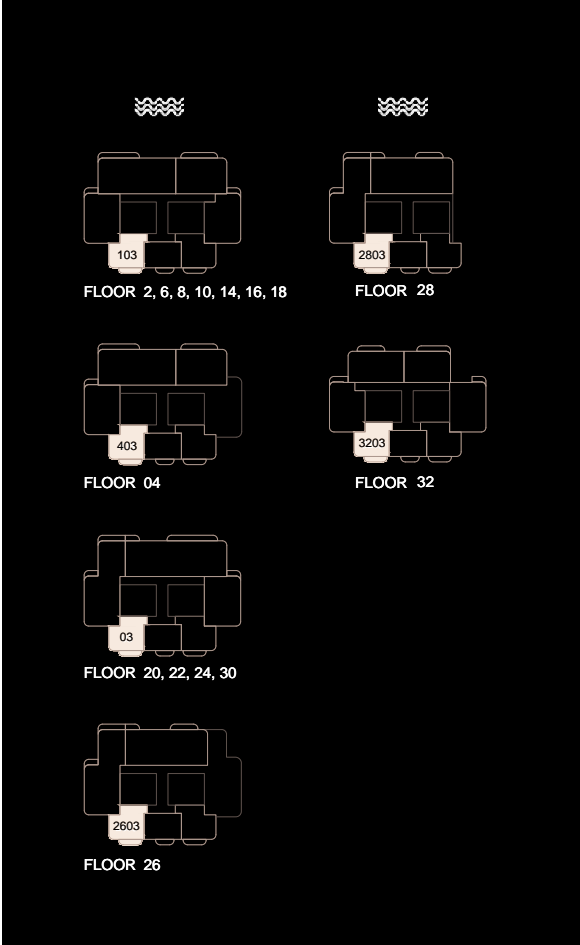 103
FLOOR 2, 6, 8, 10, 14, 16, 18
2803
FLOOR 28
403
FLOOR 04
3203
FLOOR 32
03
FLOOR 20, 22, 24, 30
2603
FLOOR 26